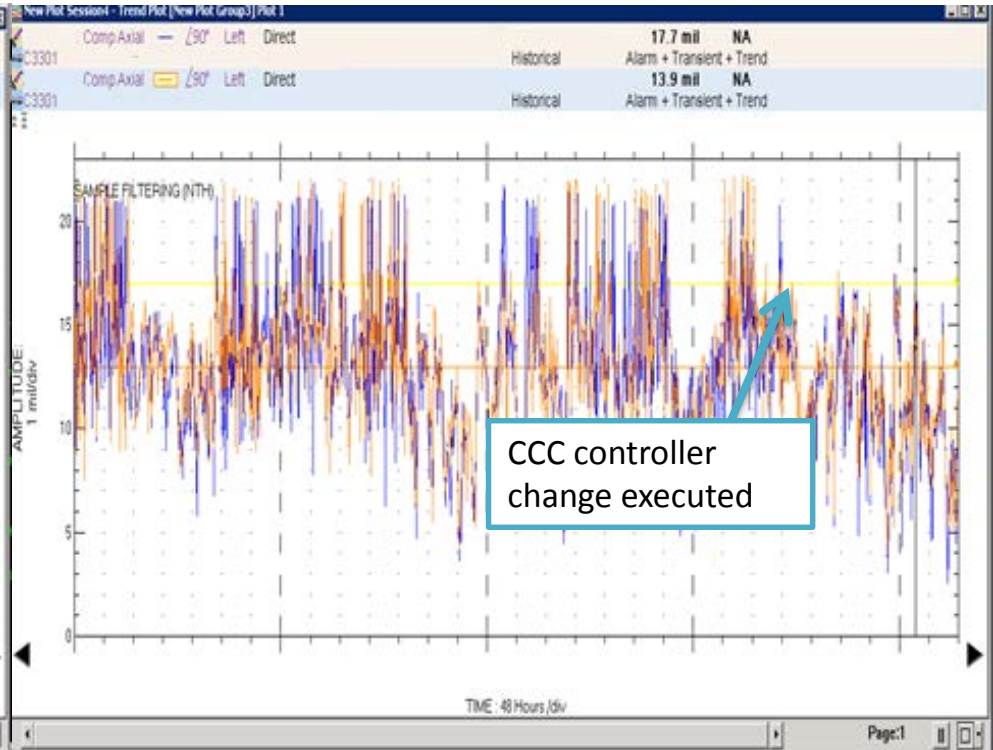 New Plot Session4 - Trend Plot [New Plot Group3] Plot 1
Comp Axial ∠90° Left Direct 17.7 mil NA
C3301 Historical Alarm + Transient + Trend
Comp Axial ∠90° Left Direct 13.9 mil NA
C3301 Historical Alarm + Transient + Trend
SAMPLE FILTERING (NTH)
20
15
10
5
0
AMPLITUDE:
1 mil/div
CCC controller
change executed
TIME : 48 Hours /div
Page:1